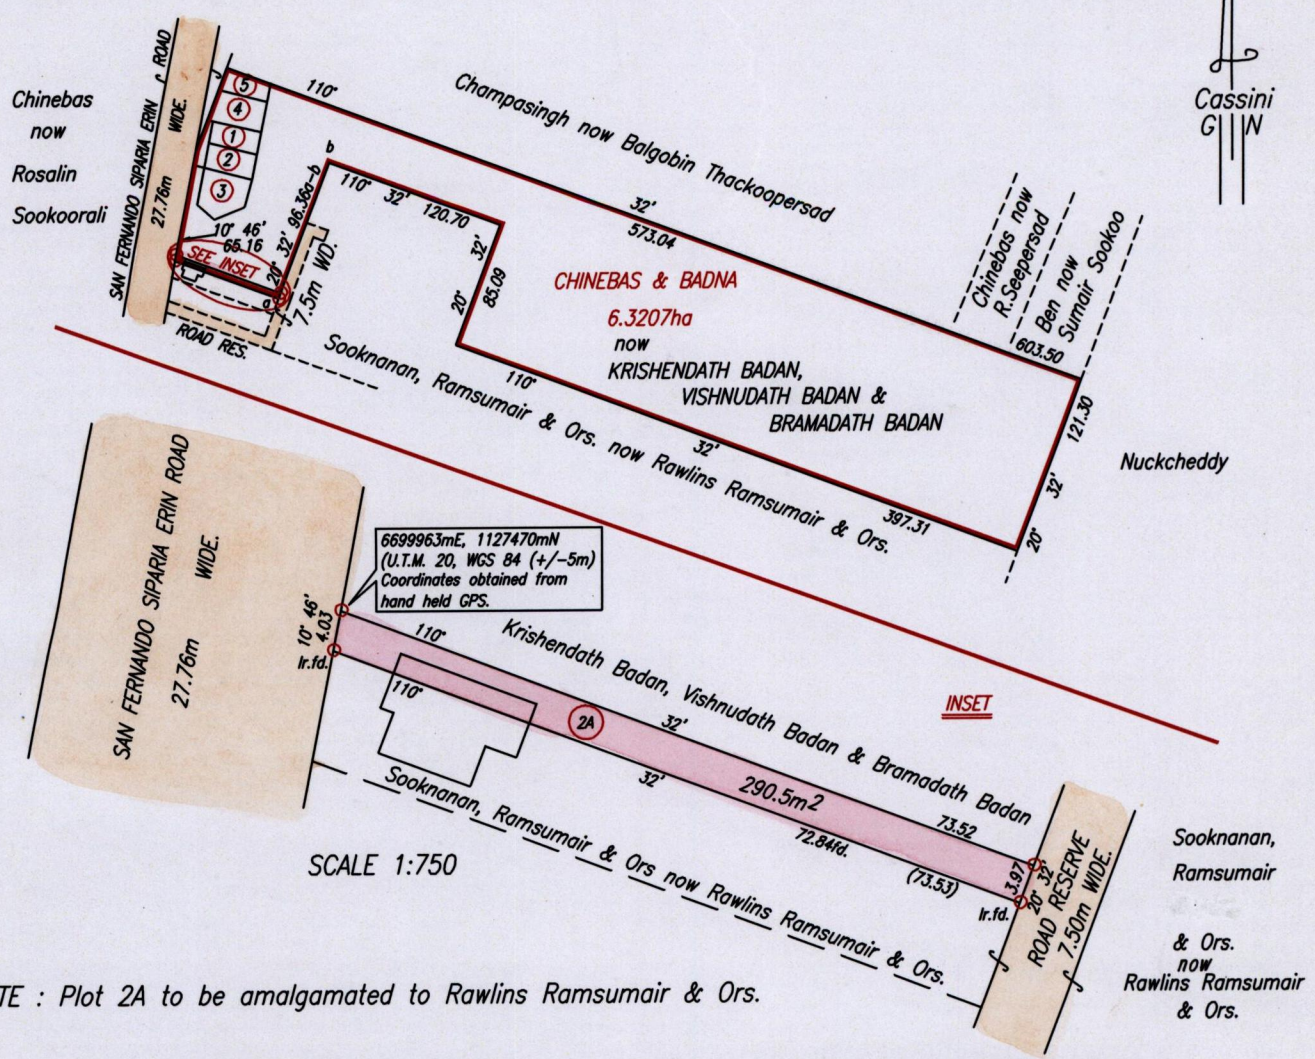 Cassini
G N
Chinebas
now
Rosalin
Sookoorali
SAN FERNANDO SIPARIA ERIN ROAD
27.76m WIDE.
5
4
1
2
3
110° 32'
573.04
Champasingh now Balgobin Thackoopersad
b
110° 32' 120.70
96.36a-b
20° 32'
10° 46'
65.16
SEE INSET
a
7.5m WD.
ROAD RES.
32'
20° 85.09
CHINEBAS & BADNA
6.3207ha
now
KRISHENDATH BADAN,
VISHNUDATH BADAN &
BRAMADATH BADAN
Chinebas now
R.Seepersad
Ben now
Sumair Sookoo
603.50
121.30
20° 32'
Nuckcheddy
110° 32' 397.31
Sooknanan, Ramsumair & Ors. now Rawlins Ramsumair & Ors.
SAN FERNANDO SIPARIA ERIN ROAD
27.76m WIDE.
6699963mE, 1127470mN
(U.T.M. 20, WGS 84 (+/-5m)
Coordinates obtained from
hand held GPS.
10° 46'
4.03
Ir.fd.
110° 32' 73.52
Krishendath Badan, Vishnudath Badan & Bramadath Badan
INSET
2A
290.5m2
110° 32' 72.84fd.
(73.53)
3.97
20° 32'
Ir.fd.
ROAD RESERVE
7.50m WIDE.
Sooknanan, Ramsumair & Ors now Rawlins Ramsumair & Ors.
Sooknanan,
Ramsumair
& Ors.
now
Rawlins Ramsumair
& Ors.
SCALE 1:750
TE : Plot 2A to be amalgamated to Rawlins Ramsumair & Ors.